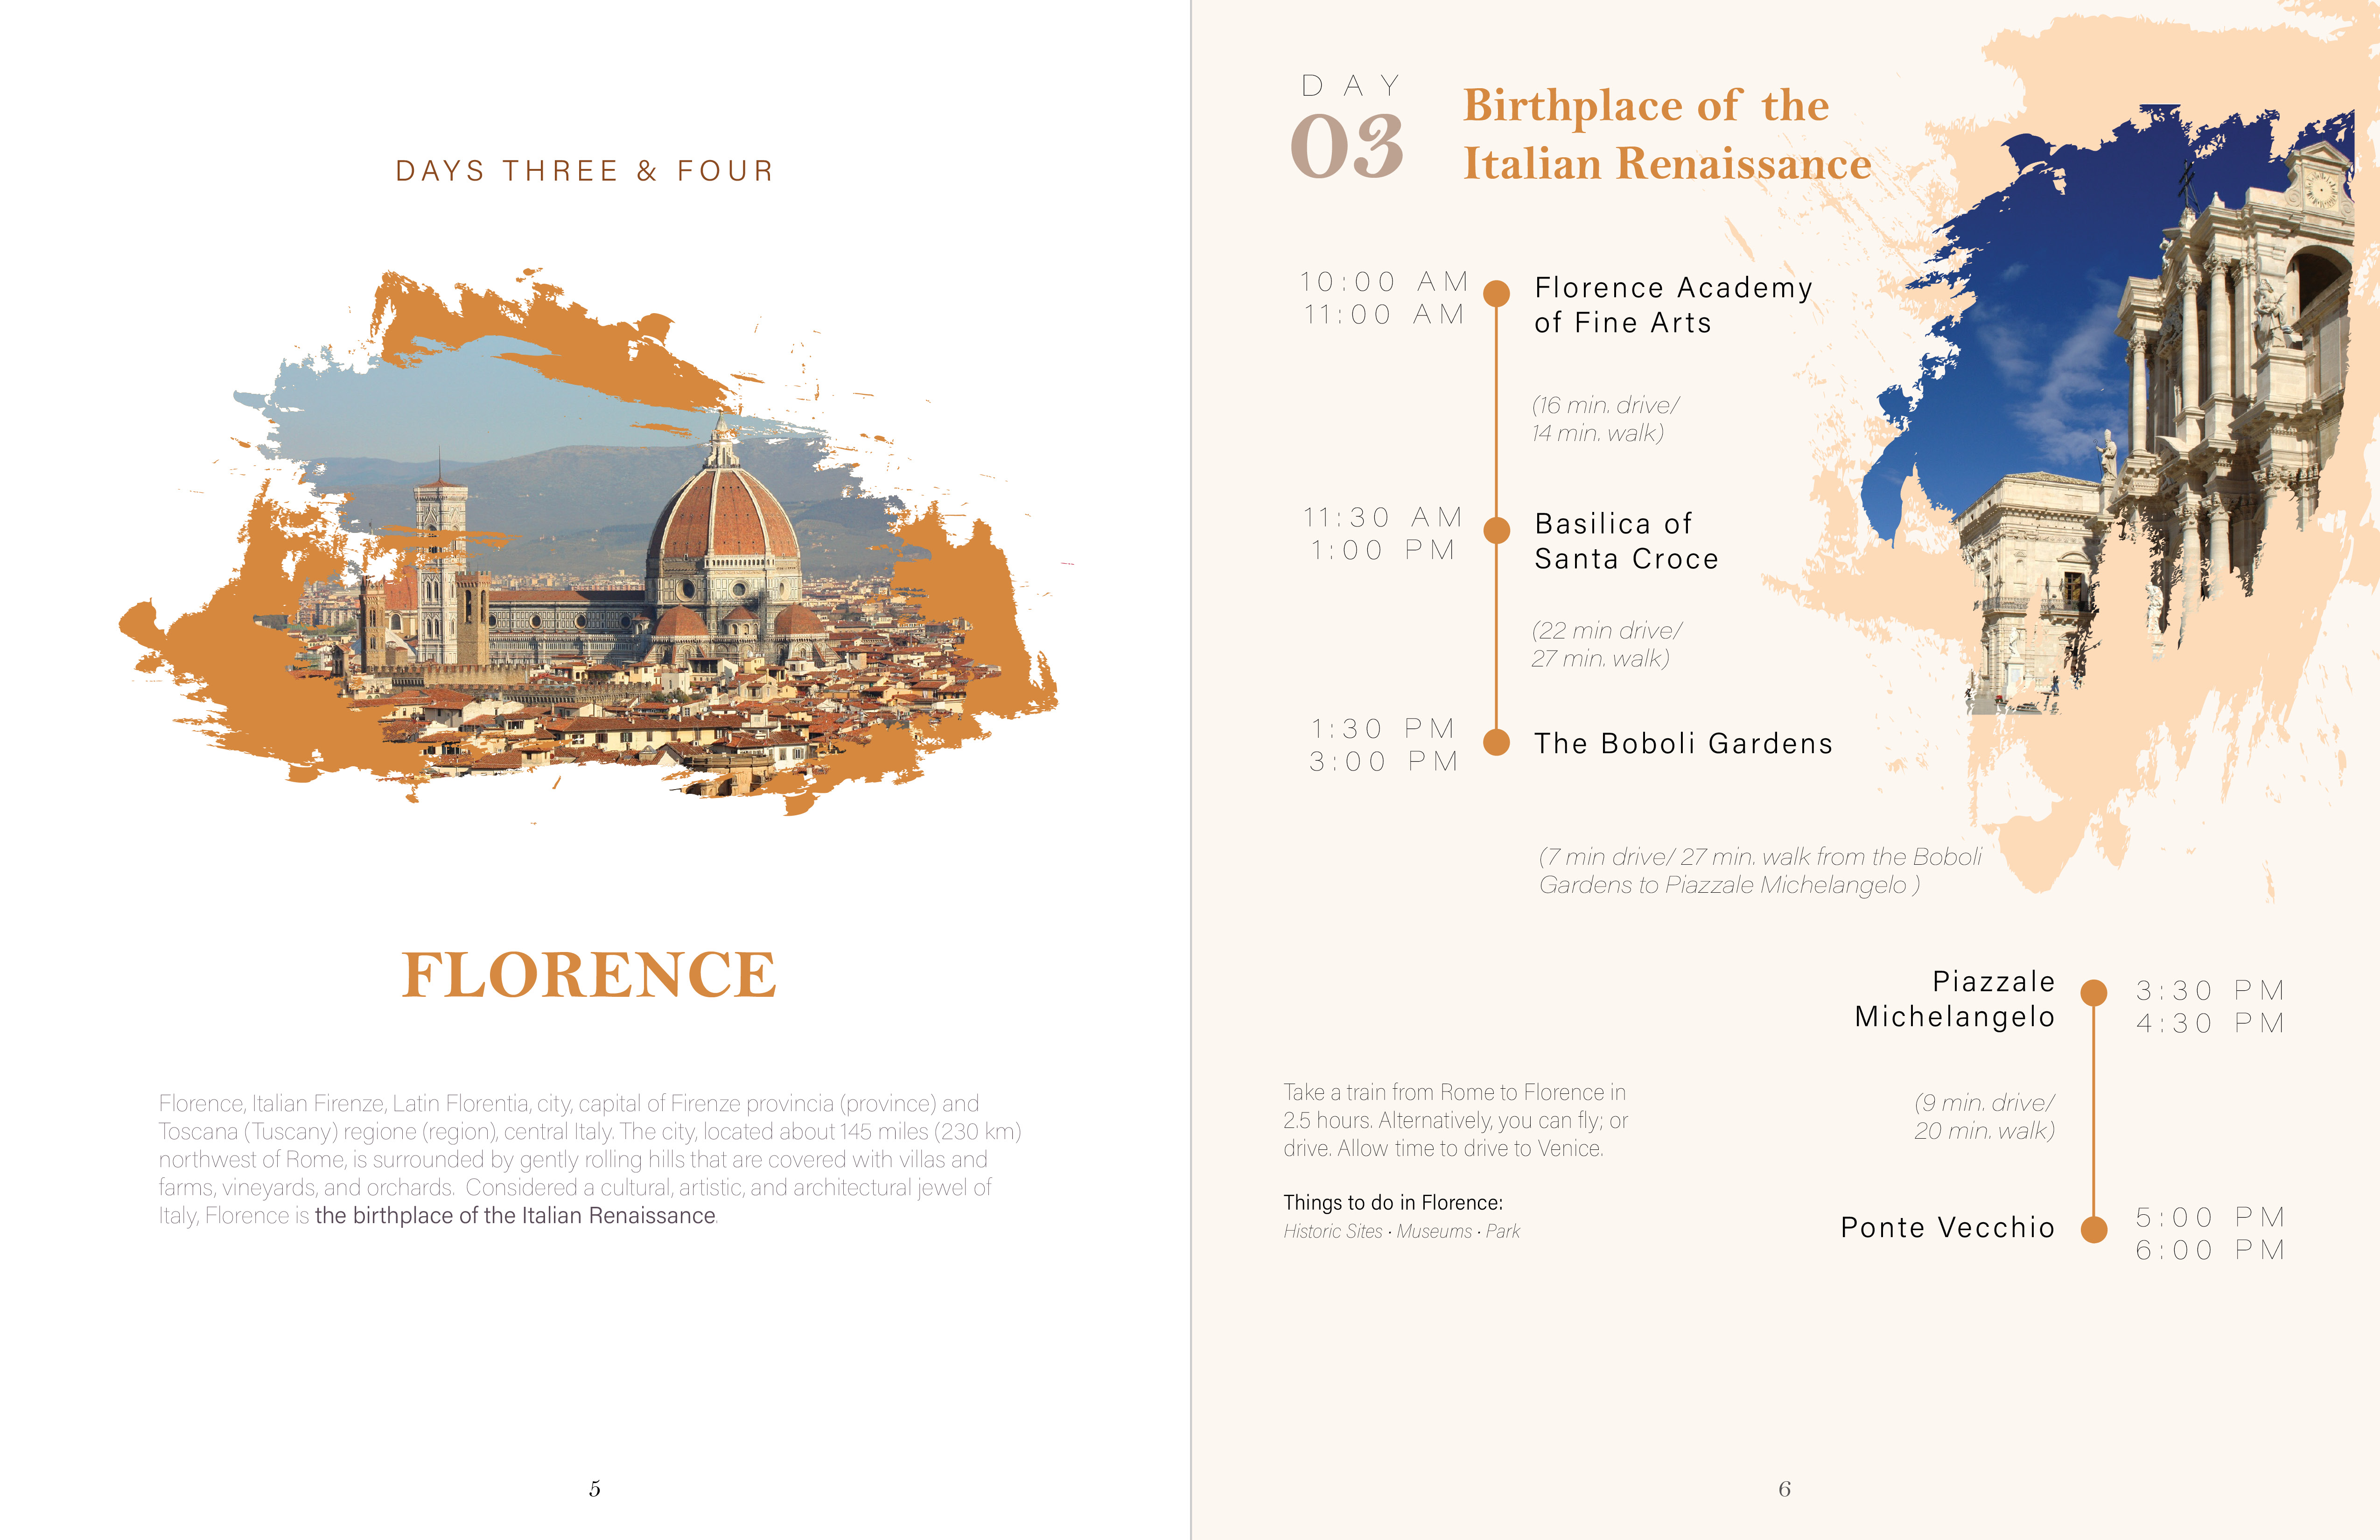 DAYS THREE & FOUR
FLORENCE
Florence, Italian Firenze, Latin Florentia, city, capital of Firenze provincia (province) and
Toscana (Tuscany) regione (region), central Italy. The city, located about 145 miles (230 km)
northwest of Rome, is surrounded by gently rolling hills that are covered with villas and
farms, vineyards, and orchards.  Considered a cultural, artistic, and architectural jewel of
Italy, Florence is the birthplace of the Italian Renaissance.
5
DAY
03
Birthplace of the
Italian Renaissance
10:00 AM
11:00 AM
Florence Academy
of Fine Arts
(16 min. drive/
14 min. walk)
11:30 AM
1:00 PM
Basilica of
Santa Croce
(22 min drive/
27 min. walk)
1:30 PM
3:00 PM
The Boboli Gardens
(7 min drive/ 27 min. walk from the Boboli
Gardens to Piazzale Michelangelo )
Piazzale
Michelangelo
3:30 PM
4:30 PM
(9 min. drive/
20 min. walk)
Ponte Vecchio
5:00 PM
6:00 PM
Take a train from Rome to Florence in
2.5 hours. Alternatively, you can fly; or
drive. Allow time to drive to Venice.
Things to do in Florence:
Historic Sites · Museums · Park
6